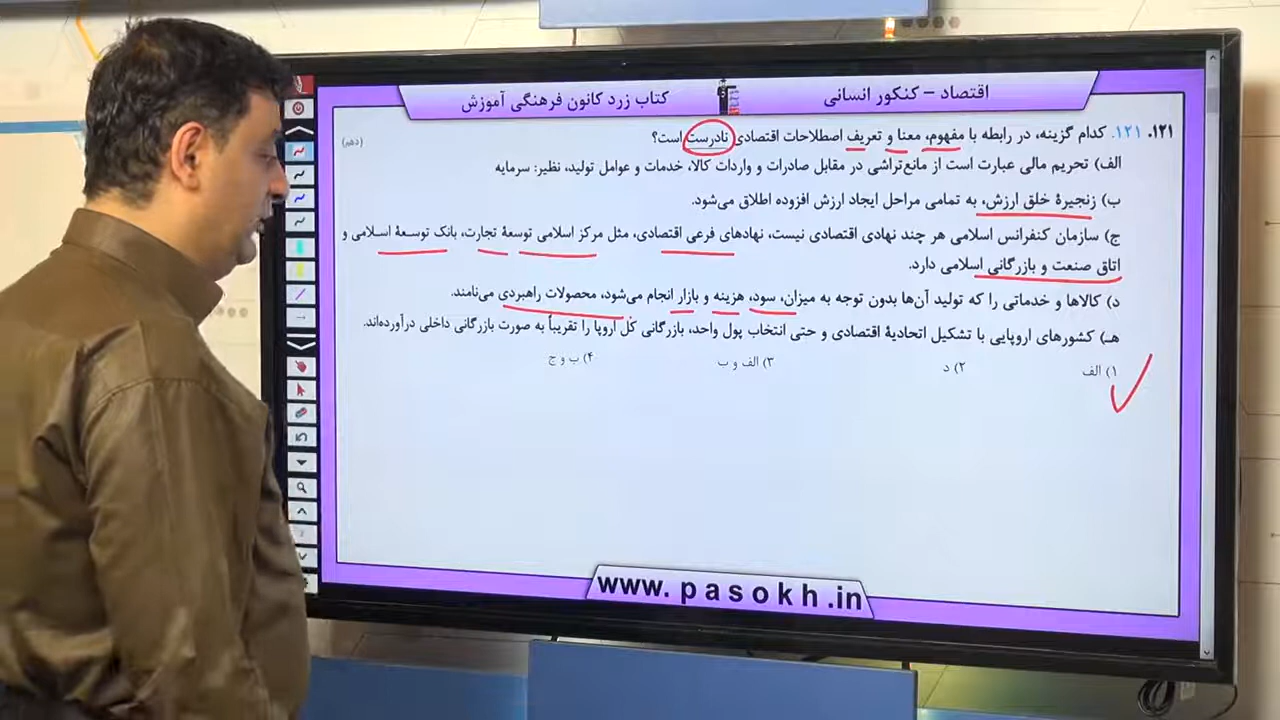 اقتصاد – کنکور انسانی
کتاب زرد کانون فرهنگی آموزش
۱۲۱. ۱۲۱. کدام گزینه، در رابطه با مفهوم، معنا و تعریف اصطلاحات اقتصادی نادرست است؟ (دهم)
الف) تحریم مالی عبارت است از مانع‌تراشی در مقابل صادرات و واردات کالا، خدمات و عوامل تولید، نظیر: سرمایه
ب) زنجیرهٔ خلق ارزش، به تمامی مراحل ایجاد ارزش افزوده اطلاق می‌شود.
ج) سازمان کنفرانس اسلامی هر چند نهادی اقتصادی نیست، نهادهای فرعی اقتصادی، مثل مرکز اسلامی توسعهٔ تجارت، بانک توسعهٔ اسلامی و
اتاق صنعت و بازرگانی اسلامی دارد.
د) کالاها و خدماتی را که تولید آن‌ها بدون توجه به میزان، سود، هزینه و بازار انجام می‌شود، محصولات راهبردی می‌نامند.
هـ) کشورهای اروپایی با تشکیل اتحادیهٔ اقتصادی و حتی انتخاب پول واحد، بازرگانی کُل اروپا را تقریباً به صورت بازرگانی داخلی درآورده‌اند.
۱) الف ۲) د ۳) الف و ب ۴) ب و ج
www.pasokh.in